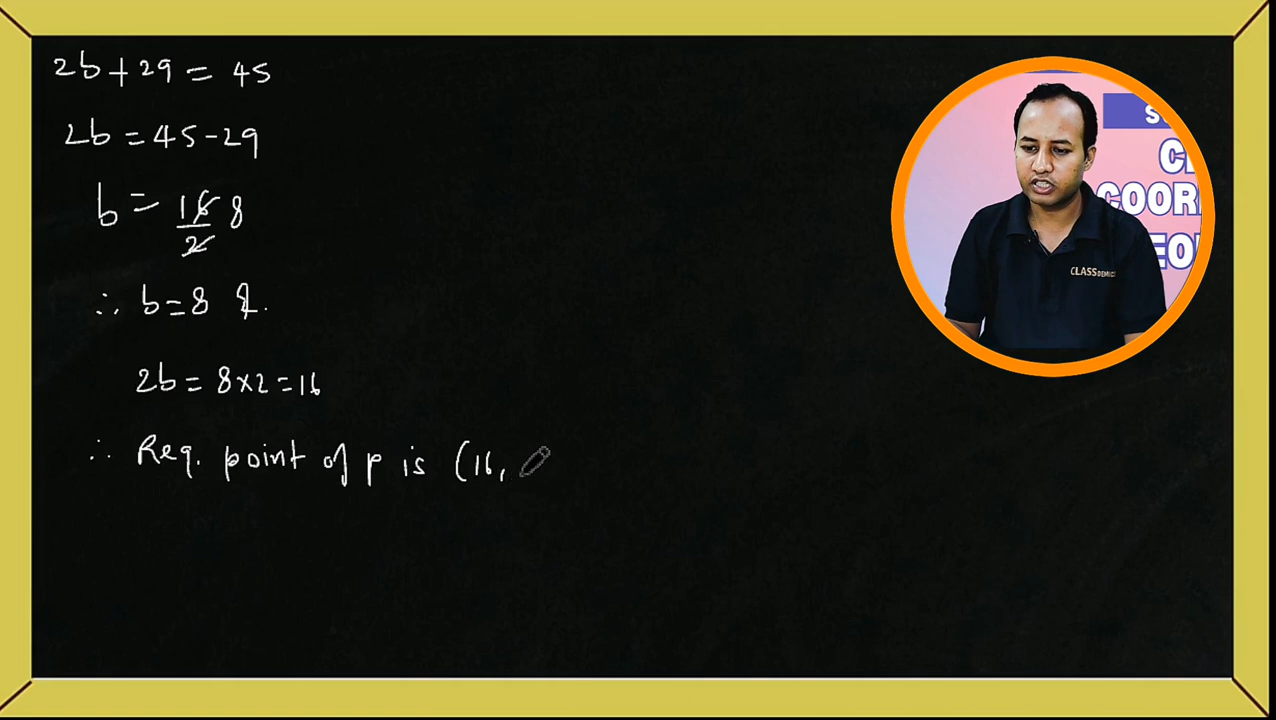 2b + 29 = 45
2b = 45 - 29
b = 16/2 8
∴ b = 8 &.
2b = 8 × 2 = 16
∴ Req. point of P is (16,
CLASS
COOR